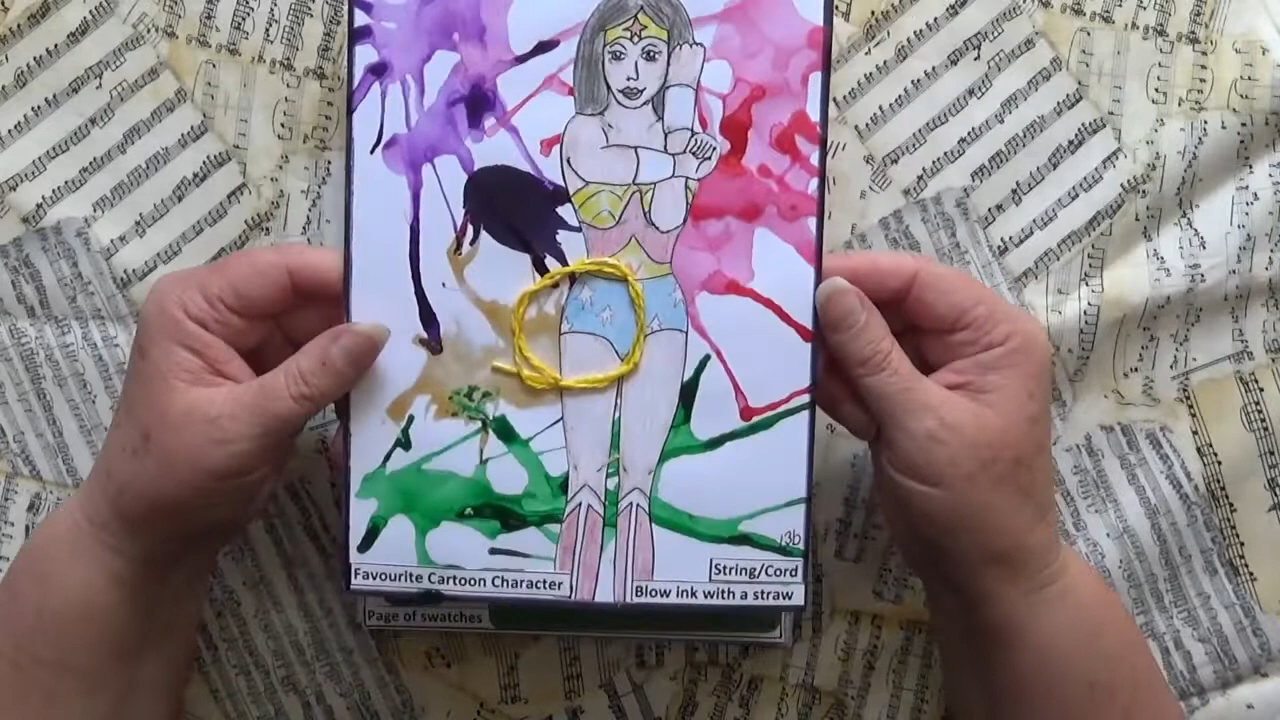 13b
String/Cord
Favourite Cartoon Character
Blow ink with a straw
Page of swatches